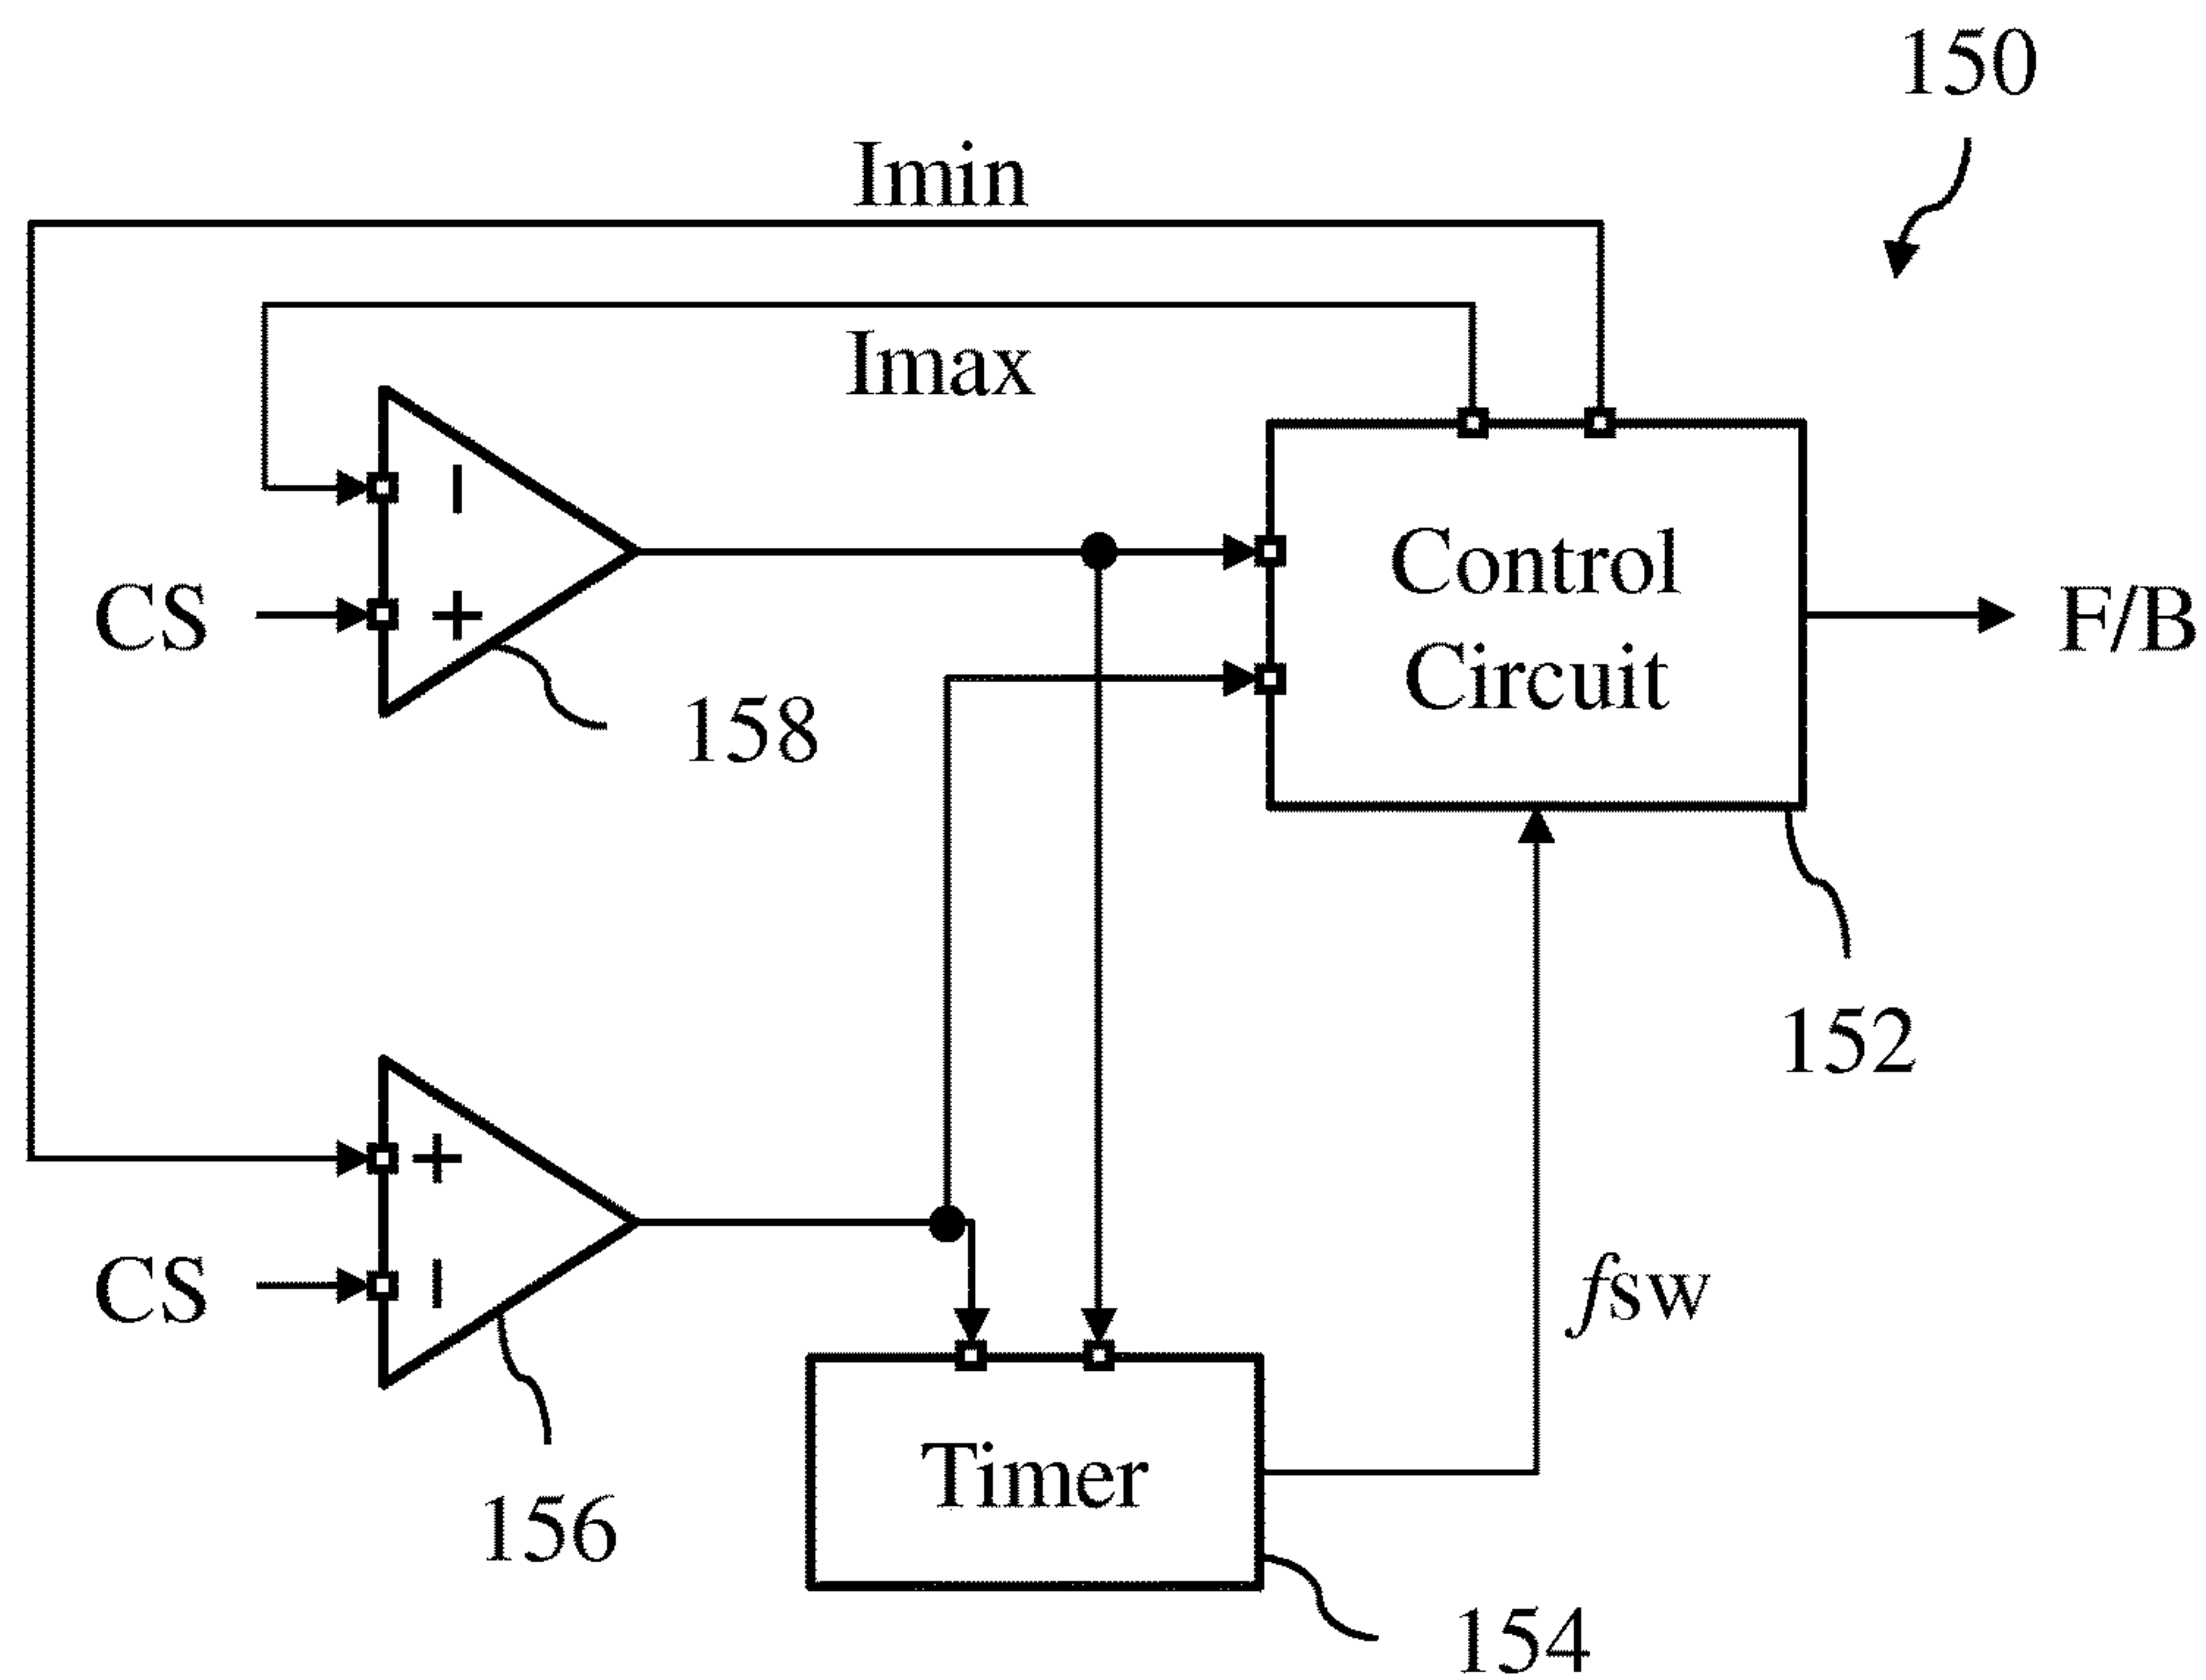 150
Imin
Imax
−
CS
+
158
Control
Circuit
F/B
152
+
CS
−
156
fsw
Timer
154